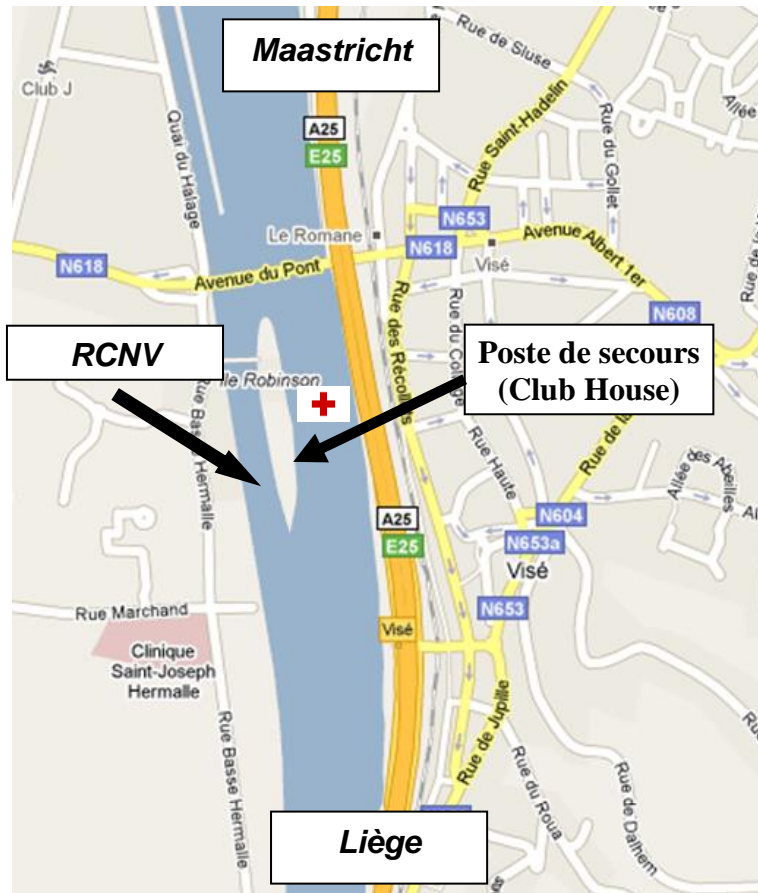 Maastricht
Rue de Sluse
Club J
Allée
Quai du Halage
A25
E25
Rue Saint-Hadelin
Rue du Gollet
N653
Le Romane
N618
Visé
Avenue Albert 1er
N618
Avenue du Pont
N608
RCNV
Ile Robinson
Rue des Récollets
Rue du Collège
Poste de secours
(Club House)
Rue Basse Hermalle
Rue de
Rue Haute
Allée des Abeilles
A25
E25
N604
Al
N653a
Visé
Rue Marchand
N653
Visé
Clinique
Saint-Joseph
Hermalle
Rue Basse Hermalle
Rue de Jupille
Rue du Roua
Rue de Dalhem
Ru
Liège
es